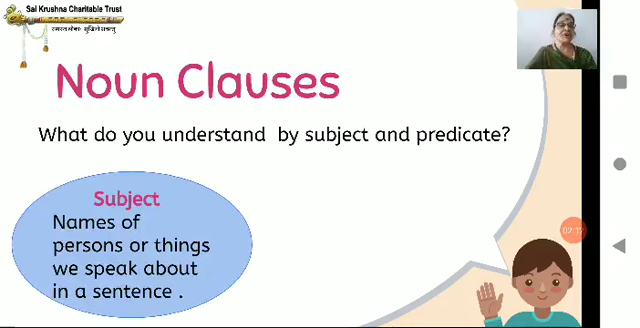 Sai Krushna Charitable Trust
Noun Clauses
What do you understand by subject and predicate?
Subject
Names of
persons or things
we speak about
in a sentence .
02:12